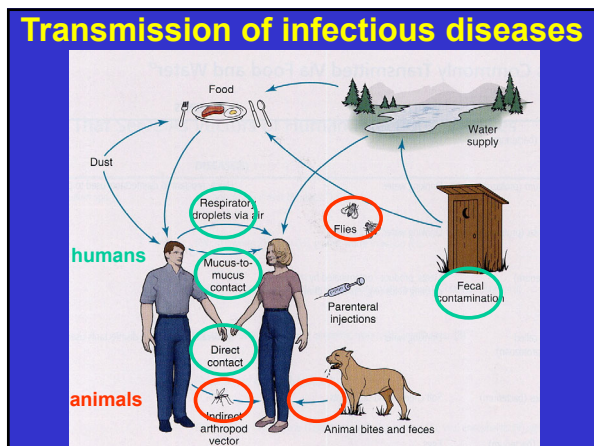 Transmission of infectious diseases
Food
Water
supply
Dust
Respiratory
droplets via air
Flies
humans
Mucus-to-
mucus
contact
Fecal
contamination
Parenteral
injections
Direct
contact
animals
Indirect
arthropod
vector
Animal bites and feces